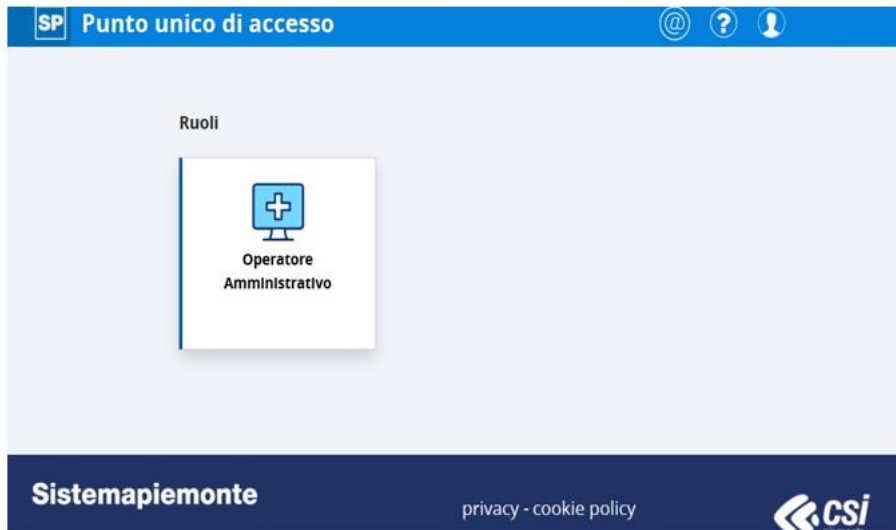 SP Punto unico di accesso @ ?
Ruoli
Operatore
Amministrativo
Sistemapiemonte
privacy - cookie policy
csi